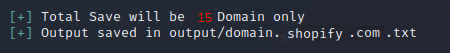 [+] Total Save will be 15 Domain only
[+] Output saved in output/domain.shopify.com.txt